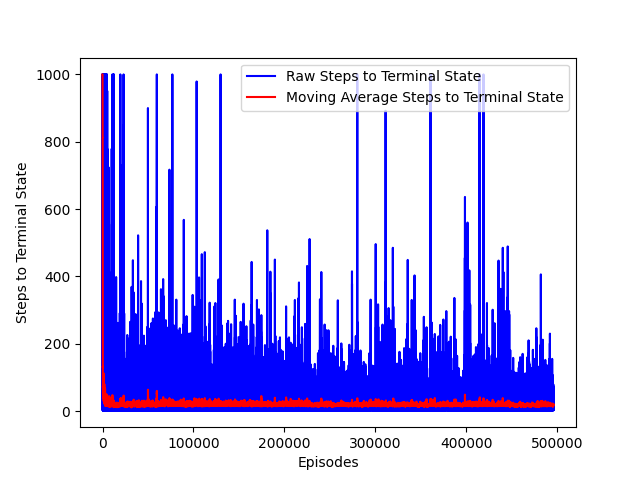 Raw Steps to Terminal State
Moving Average Steps to Terminal State
1000
800
600
400
200
0
Steps to Terminal State
0 100000 200000 300000 400000 500000
Episodes